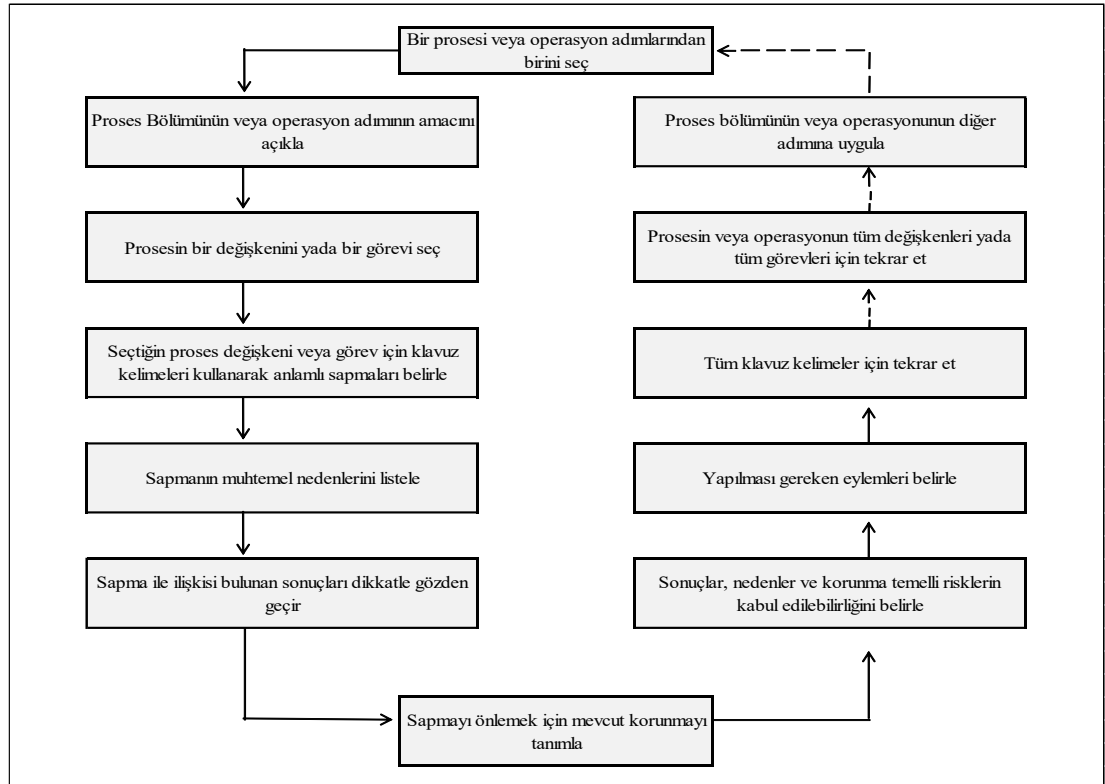 Bir prosesi veya operasyon adımlarından
birini seç
Proses Bölümünün veya operasyon adımının amacını
açıkla
Prosesin bir değişkenini yada bir görevi seç
Seçtiğin proses değişkeni veya görev için klavuz
kelimeleri kullanarak anlamlı sapmaları belirle
Sapmanın muhtemel nedenlerini listele
Sapma ile ilişkisi bulunan sonuçları dikkatle gözden
geçir
Sapmayı önlemek için mevcut korunmayı
tanımla
Sonuçlar, nedenler ve korunma temelli risklerin
kabul edilebilirliğini belirle
Yapılması gereken eylemleri belirle
Tüm klavuz kelimeler için tekrar et
Prosesin veya operasyonun tüm değişkenleri yada
tüm görevleri için tekrar et
Proses bölümünün veya operasyonunun diğer
adımına uygula